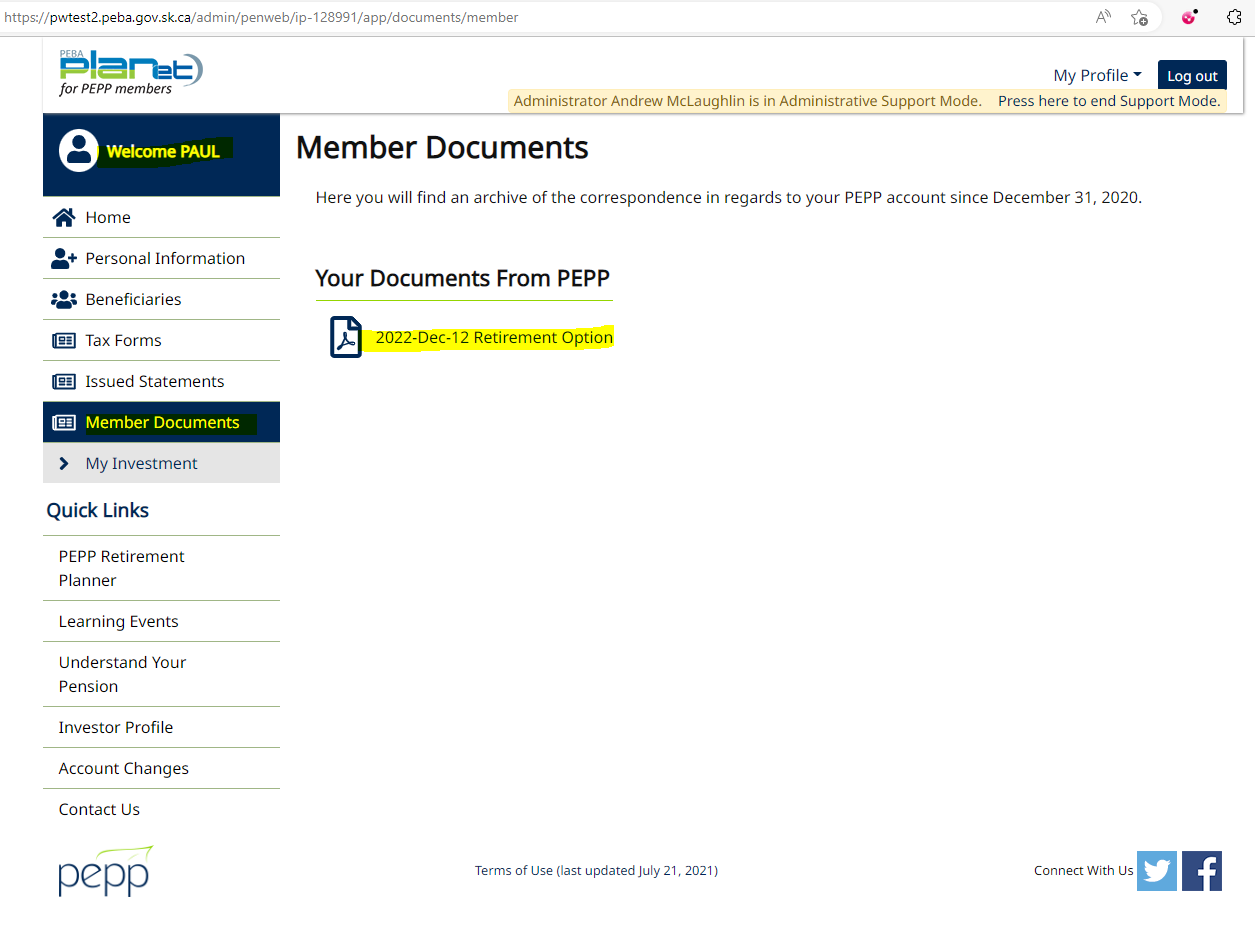 https://pwtest2.peba.gov.sk.ca/admin/penweb/ip-128991/app/documents/member
PEBA
planet
for PEPP members
My Profile
Log out
Administrator Andrew McLaughlin is in Administrative Support Mode. Press here to end Support Mode.
Welcome PAUL
Home
Personal Information
Beneficiaries
Tax Forms
Issued Statements
Member Documents
My Investment
Quick Links
PEPP Retirement
Planner
Learning Events
Understand Your
Pension
Investor Profile
Account Changes
Contact Us
Member Documents
Here you will find an archive of the correspondence in regards to your PEPP account since December 31, 2020.
Your Documents From PEPP
2022-Dec-12 Retirement Option
pepp
Terms of Use (last updated July 21, 2021)
Connect With Us